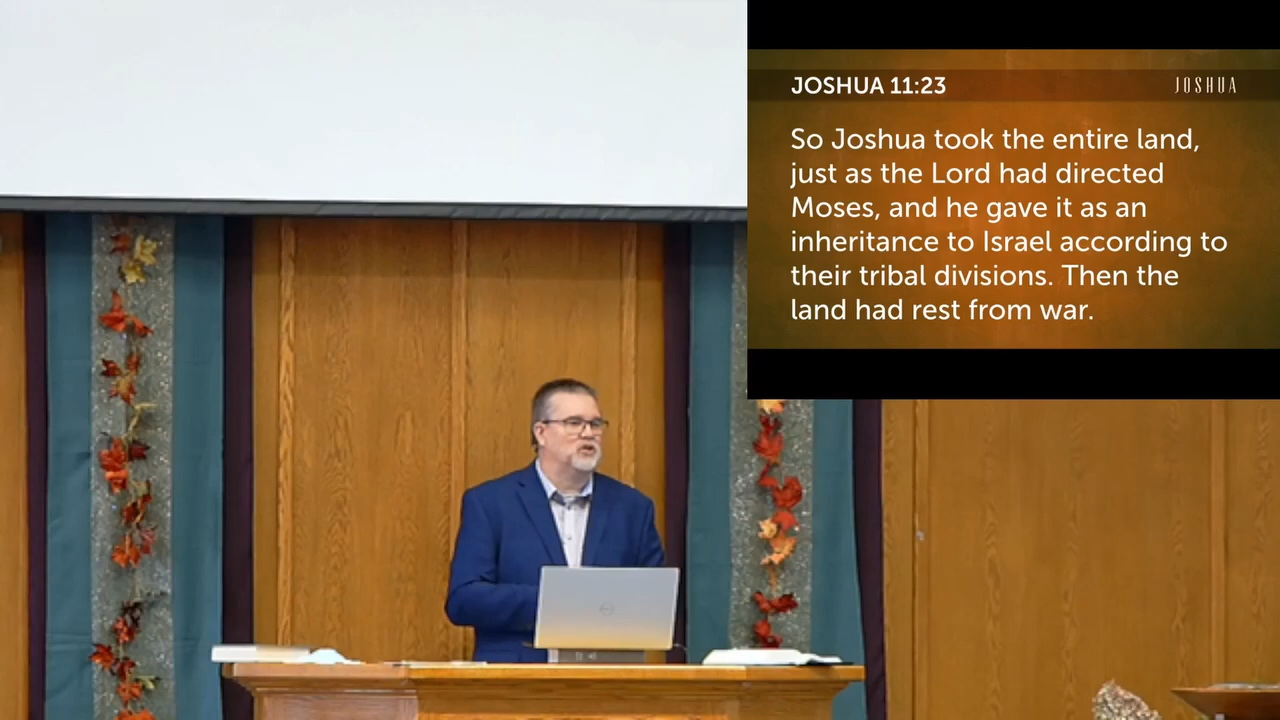 JOSHUA 11:23
JOSHUA
So Joshua took the entire land,
just as the Lord had directed
Moses, and he gave it as an
inheritance to Israel according to
their tribal divisions. Then the
land had rest from war.